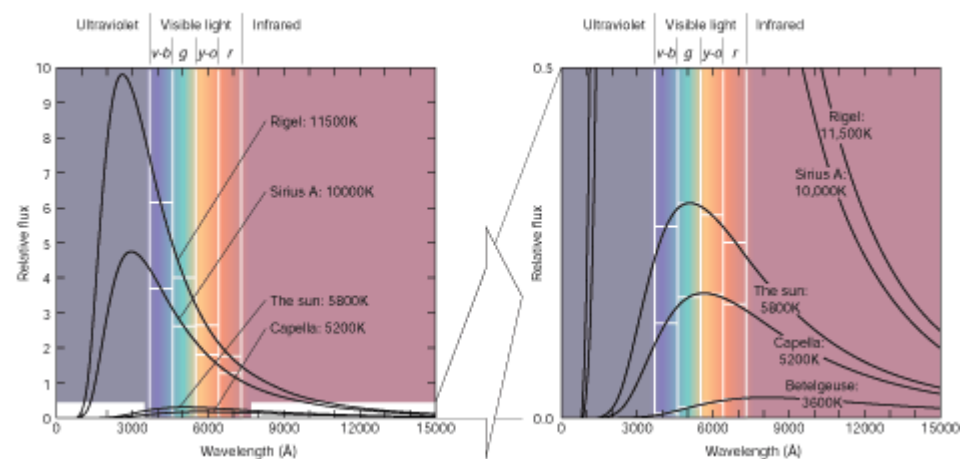 Ultraviolet Visible light Infrared
v-b g y-o r
10
9
8
7
6
5
4
3
2
1
0
Relative flux
Rigel: 11500K
Sirius A: 10000K
The sun: 5800K
Capella: 5200K
0 3000 6000 9000 12000 15000
Wavelength (Å)
Ultraviolet Visible light Infrared
v-b g y-o r
0.5
0.0
Relative flux
Rigel:
11,500K
Sirius A:
10,000K
The sun:
5800K
Capella:
5200K
Betelgeuse:
3600K
0 3000 6000 9000 12000 15000
Wavelength (Å)